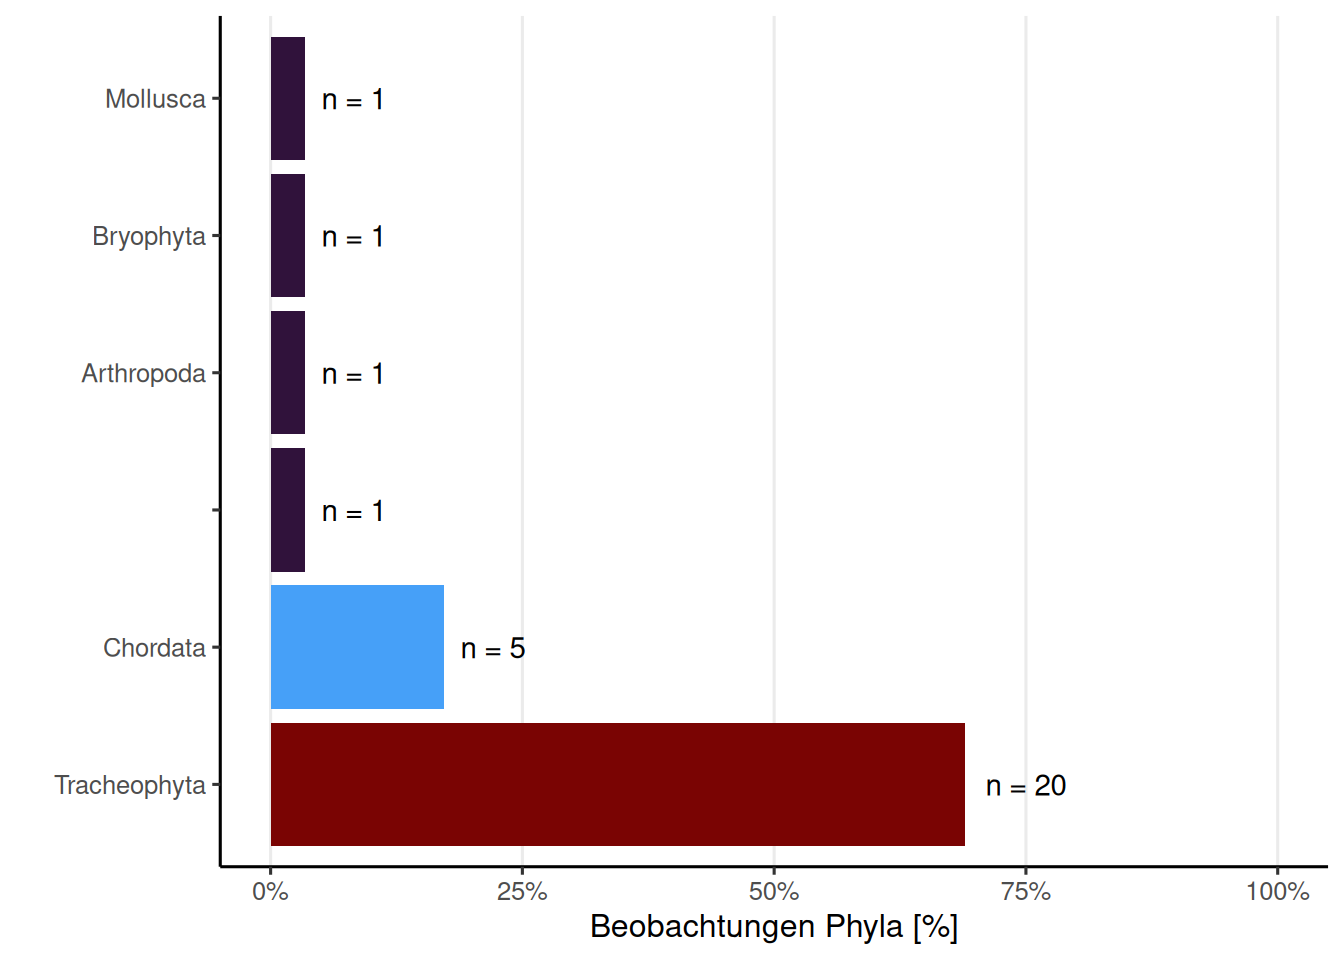 Mollusca n = 1
Bryophyta n = 1
Arthropoda n = 1
n = 1
Chordata n = 5
Tracheophyta n = 20
0% 25% 50% 75% 100%
Beobachtungen Phyla [%]